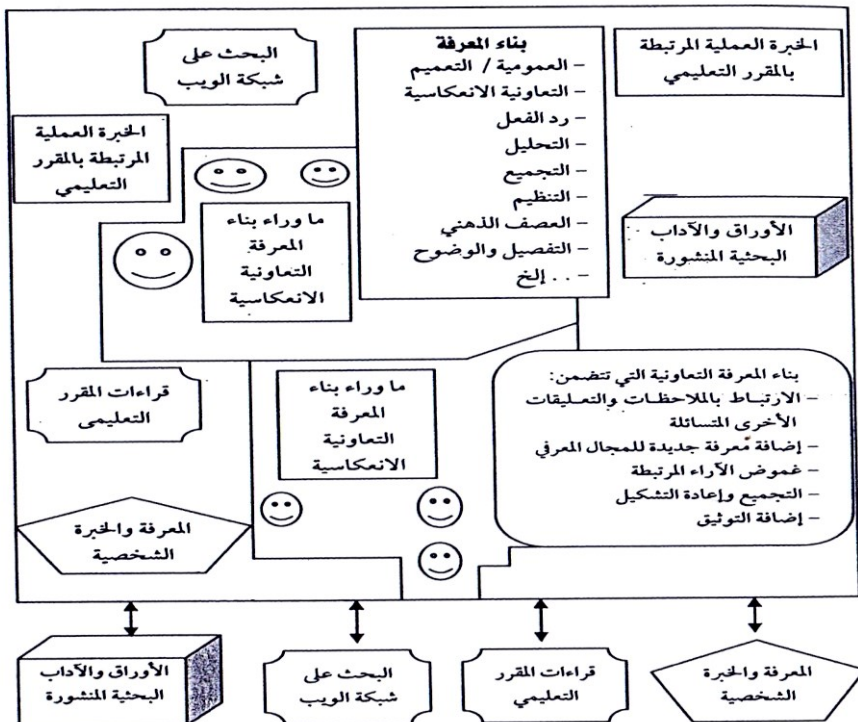 الخبرة العملية المرتبطة
بالمقرر التعليمي
بناء المعرفة
– العمومية / التعميم
– التعاونية الانعكاسية
– رد الفعل
– التحليل
– التجميع
– التنظيم
– العصف الذهني
– التفصيل والوضوح
– . . إلخ
البحث على
شبكة الويب
الخبرة العملية
المرتبطة بالمقرر
التعليمي
ما وراء بناء
المعرفة
التعاونية
الانعكاسية
الأوراق والآداب
البحثية المنشورة
بناء المعرفة التعاونية التي تتضمن:
– الارتباط بالملاحظات والتعليقات
الأخرى المتسائلة
– إضافة معرفة جديدة للمجال المعرفي
– غموض الآراء المرتبطة
– التجميع وإعادة التشكيل
– إضافة التوثيق
ما وراء بناء
المعرفة
التعاونية
الانعكاسية
قراءات المقرر
التعليمى
المعرفة والخبرة
الشخصية
المعرفة والخبرة
الشخصية
قراءات المقرر
التعليمي
البحث على
شبكة الويب
الأوراق والآداب
البحثية المنشورة